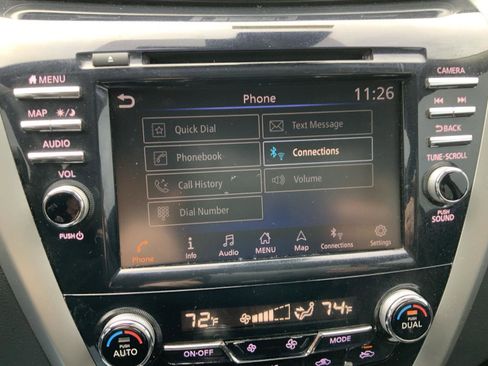 MENU
Phone 11:26
CAMERA
MAP
Quick Dial
Text Message
BACK
AUDIO
Phonebook
Connections
TUNE·SCROLL
VOL
Call History
Volume
Dial Number
PUSH
SOUND
PUSH
Phone
Info
Audio
MENU
Map
Connections
Settings
72°F
74°F
PUSH
AUTO
ON·OFF
MODE
PUSH
DUAL